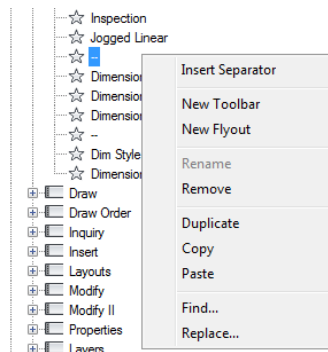 Inspection
Jogged Linear
--
Dimension
Dimension
Dimension
--
Dim Style
Dimension
Draw
Draw Order
Inquiry
Insert
Layouts
Modify
Modify II
Properties
Layers
Insert Separator
New Toolbar
New Flyout
Rename
Remove
Duplicate
Copy
Paste
Find...
Replace...